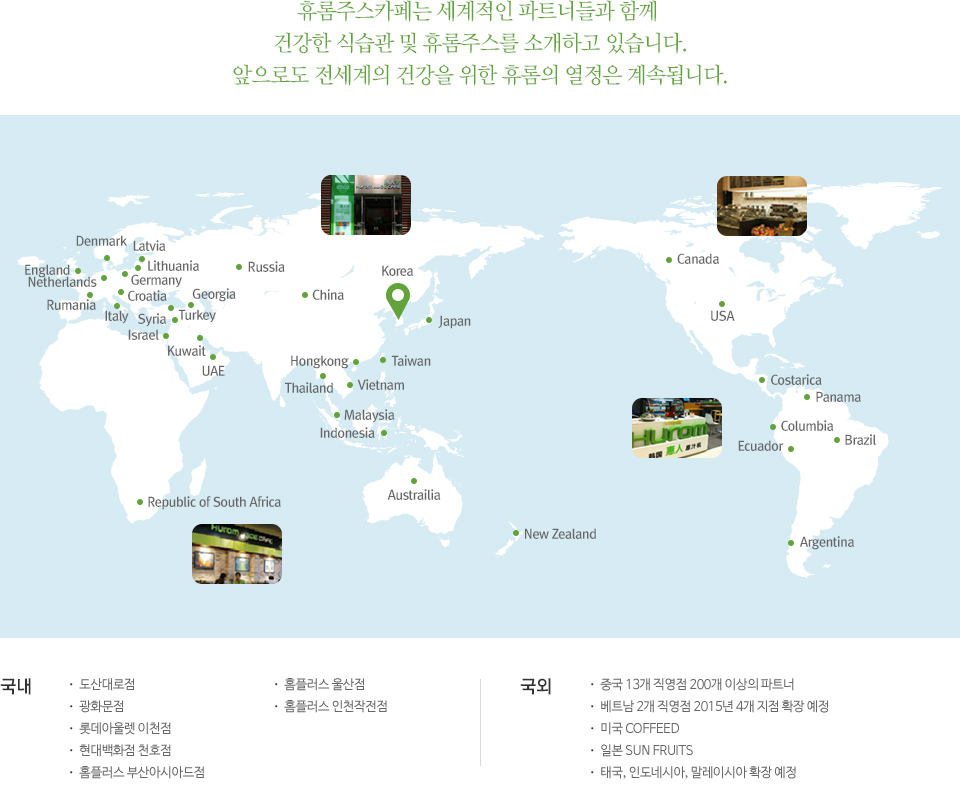 휴롬주스카페는 세계적인 파트너들과 함께
건강한 식습관 및 휴롬주스를 소개하고 있습니다.
앞으로도 전세계의 건강을 위한 휴롬의 열정은 계속됩니다.
Denmark
Latvia
England
Lithuania
Russia
Korea
Canada
Netherlands
Germany
Rumania
Croatia
Georgia
China
Italy
Syria
Turkey
Japan
USA
Israel
Kuwait
UAE
Hongkong
Taiwan
Thailand
Vietnam
Costarica
Panama
Malaysia
Indonesia
Columbia
Hurom
Ecuador
Brazil
韩国 惠人 原汁机
Austrailia
Republic of South Africa
New Zealand
Argentina
Hurom
국내
· 도산대로점
· 광화문점
· 롯데아울렛 이천점
· 현대백화점 천호점
· 홈플러스 부산아시아드점
· 홈플러스 울산점
· 홈플러스 인천작전점
국외
· 중국 13개 직영점 200개 이상의 파트너
· 베트남 2개 직영점 2015년 4개 지점 확장 예정
· 미국 COFFEED
· 일본 SUN FRUITS
· 태국, 인도네시아, 말레이시아 확장 예정